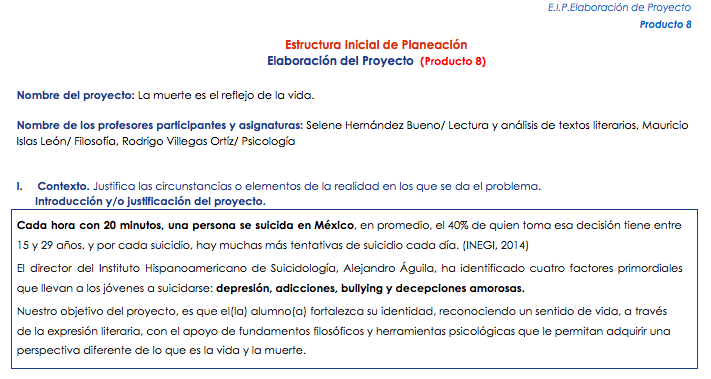 E.I.P.Elaboración de Proyecto
Producto 8
Estructura Inicial de Planeación
Elaboración del Proyecto (Producto 8)
Nombre del proyecto: La muerte es el reflejo de la vida.
Nombre de los profesores participantes y asignaturas: Selene Hernández Bueno/ Lectura y análisis de textos literarios, Mauricio
Islas León/ Filosofía, Rodrigo Villegas Ortíz/ Psicología
I. Contexto. Justifica las circunstancias o elementos de la realidad en los que se da el problema.
Introducción y/o justificación del proyecto.
Cada hora con 20 minutos, una persona se suicida en México, en promedio, el 40% de quien toma esa decisión tiene entre
15 y 29 años, y por cada suicidio, hay muchas más tentativas de suicidio cada día. (INEGI, 2014)
El director del Instituto Hispanoamericano de Suicidología, Alejandro Águila, ha identificado cuatro factores primordiales
que llevan a los jóvenes a suicidarse: depresión, adicciones, bullying y decepciones amorosas.
Nuestro objetivo del proyecto, es que el(la) alumno(a) fortalezca su identidad, reconociendo un sentido de vida, a través
de la expresión literaria, con el apoyo de fundamentos filosóficos y herramientas psicológicas que le permitan adquirir una
perspectiva diferente de lo que es la vida y la muerte.